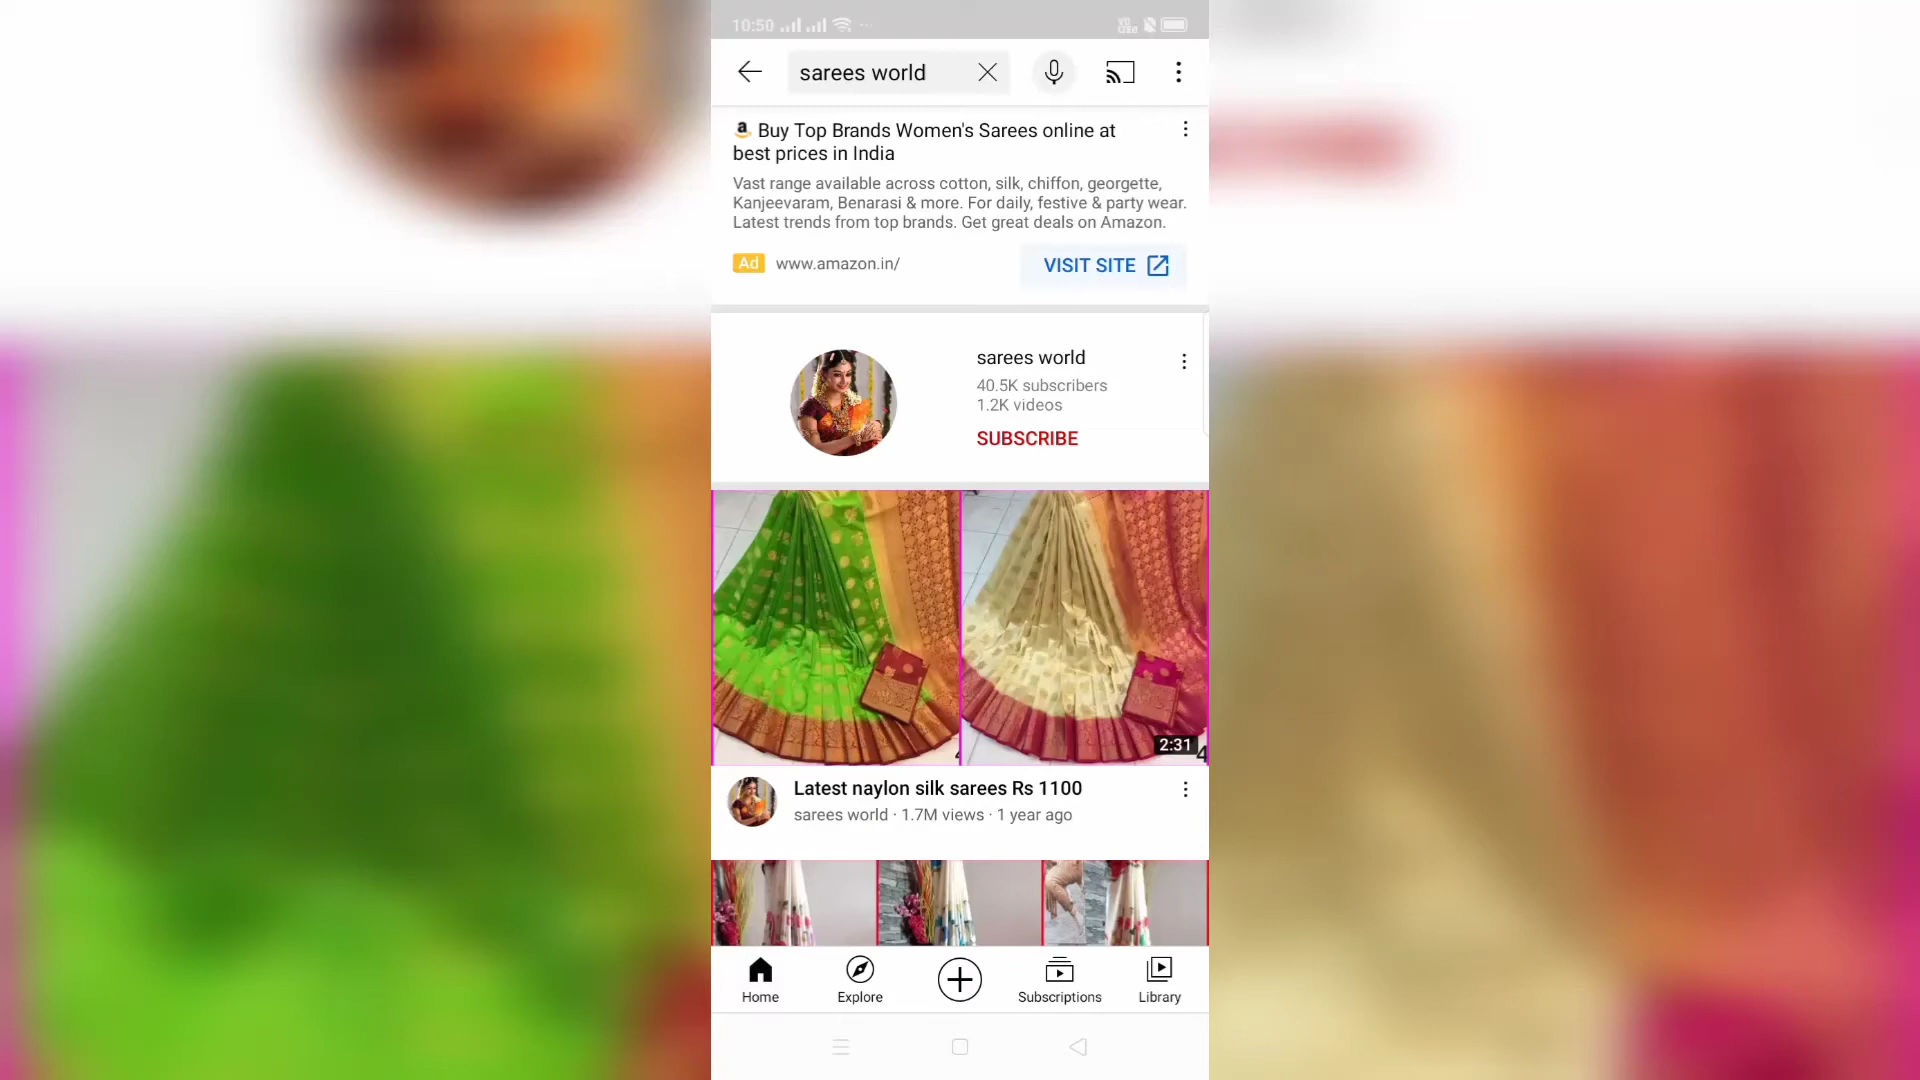 10:50
sarees world
Buy Top Brands Women's Sarees online at
best prices in India
Vast range available across cotton, silk, chiffon, georgette,
Kanjeevaram, Benarasi & more. For daily, festive & party wear.
Latest trends from top brands. Get great deals on Amazon.
Ad www.amazon.in/
VISIT SITE
sarees world
40.5K subscribers
1.2K videos
SUBSCRIBE
2:31
4
Latest naylon silk sarees Rs 1100
sarees world · 1.7M views · 1 year ago
Home Explore Subscriptions Library